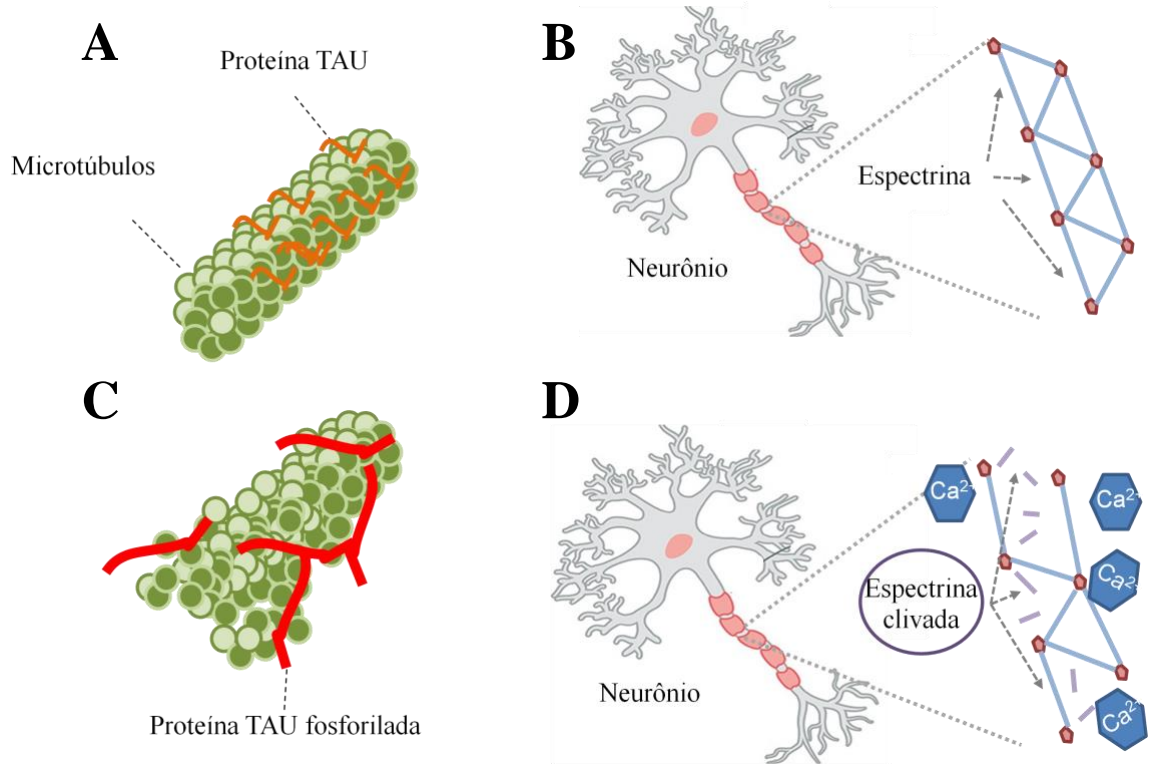 A
Proteína TAU
Microtúbulos
B
Espectrina
Neurônio
C
Proteína TAU fosforilada
D
Ca2+
Ca2+
Ca2+
Ca2+
Espectrina
clivada
Neurônio